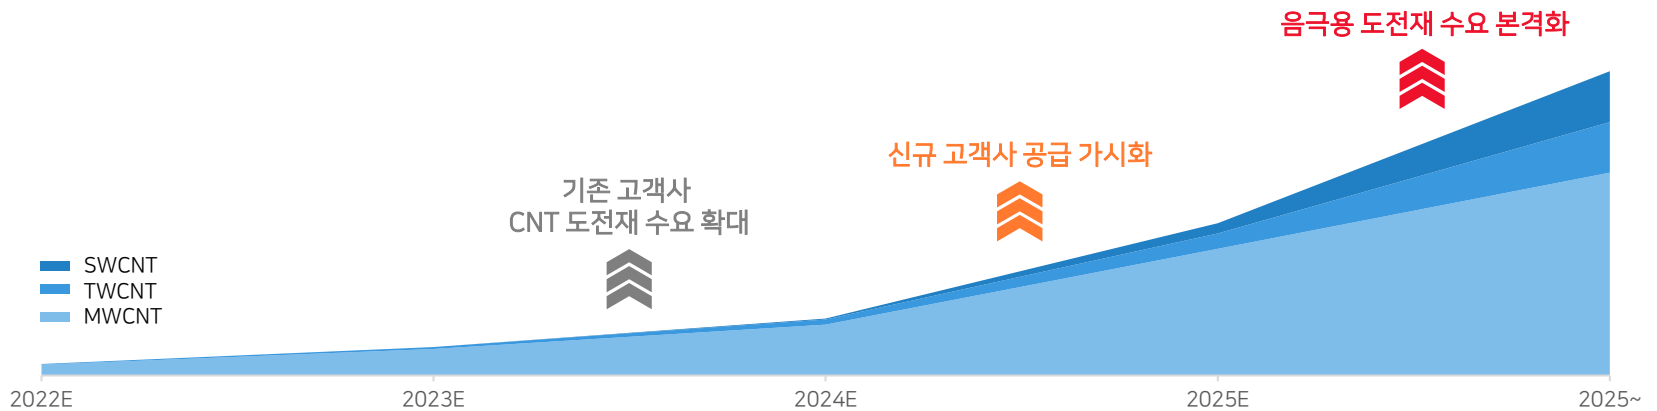 음극용 도전재 수요 본격화
신규 고객사 공급 가시화
기존 고객사
CNT 도전재 수요 확대
SWCNT
TWCNT
MWCNT
2022E
2023E
2024E
2025E
2025~